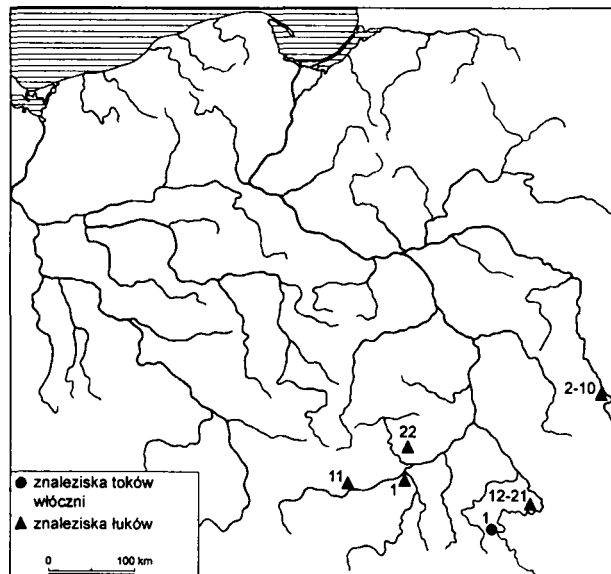 2-10
22
11
1
12-21
1
znaleziska toków
włóczni
znaleziska łuków
0 100 km